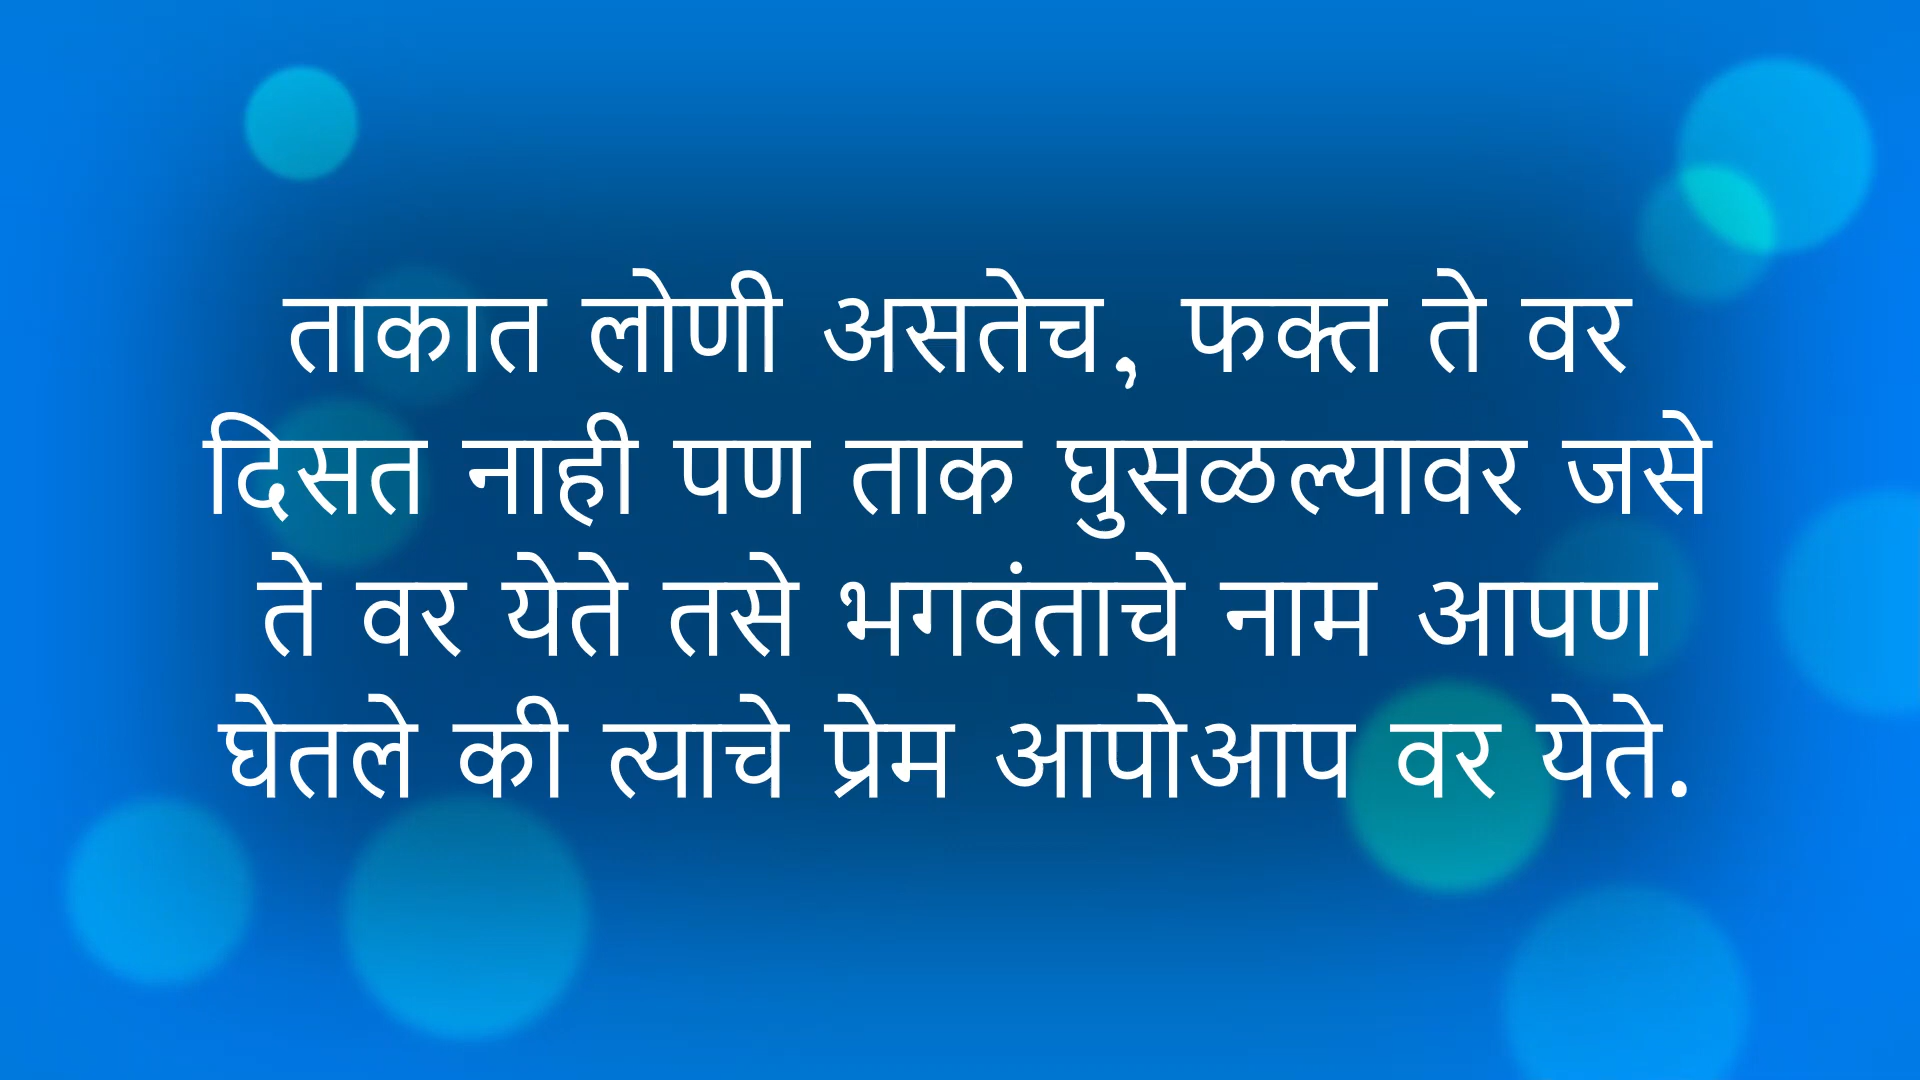 ताकात लोणी असतेच, फक्त ते वर
दिसत नाही पण ताक घुसळल्यावर जसे
ते वर येते तसे भगवंताचे नाम आपण
घेतले की त्याचे प्रेम आपोआप वर येते.